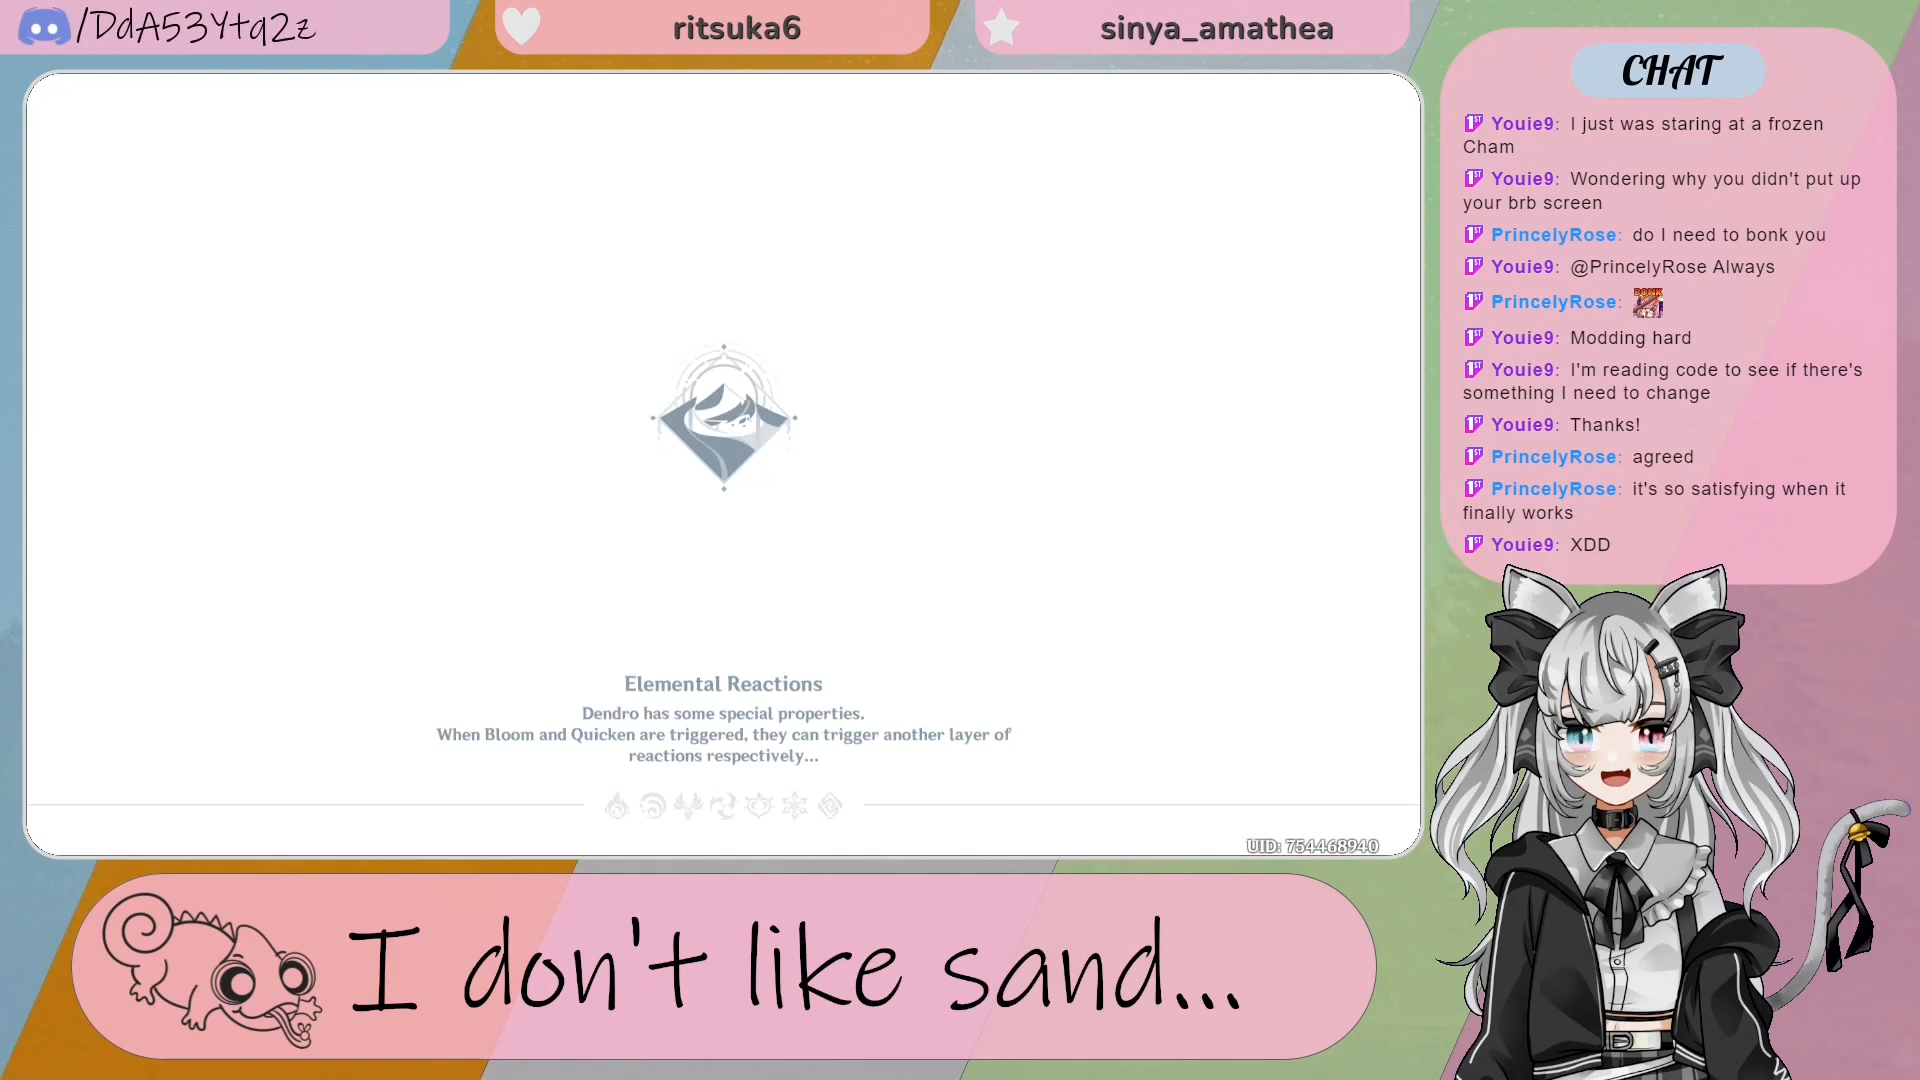 /DdA53Ytq2z
ritsuka6
sinya_amathea
CHAT
Youie9: I just was staring at a frozen
Cham
Youie9: Wondering why you didn't put up
your brb screen
PrincelyRose: do I need to bonk you
Youie9: @PrincelyRose Always
PrincelyRose: BONK
Youie9: Modding hard
Youie9: I'm reading code to see if there's
something I need to change
Youie9: Thanks!
PrincelyRose: agreed
PrincelyRose: it's so satisfying when it
finally works
Youie9: XDD
Elemental Reactions
Dendro has some special properties.
When Bloom and Quicken are triggered, they can trigger another layer of
reactions respectively...
UID: 754468940
I don't like sand...